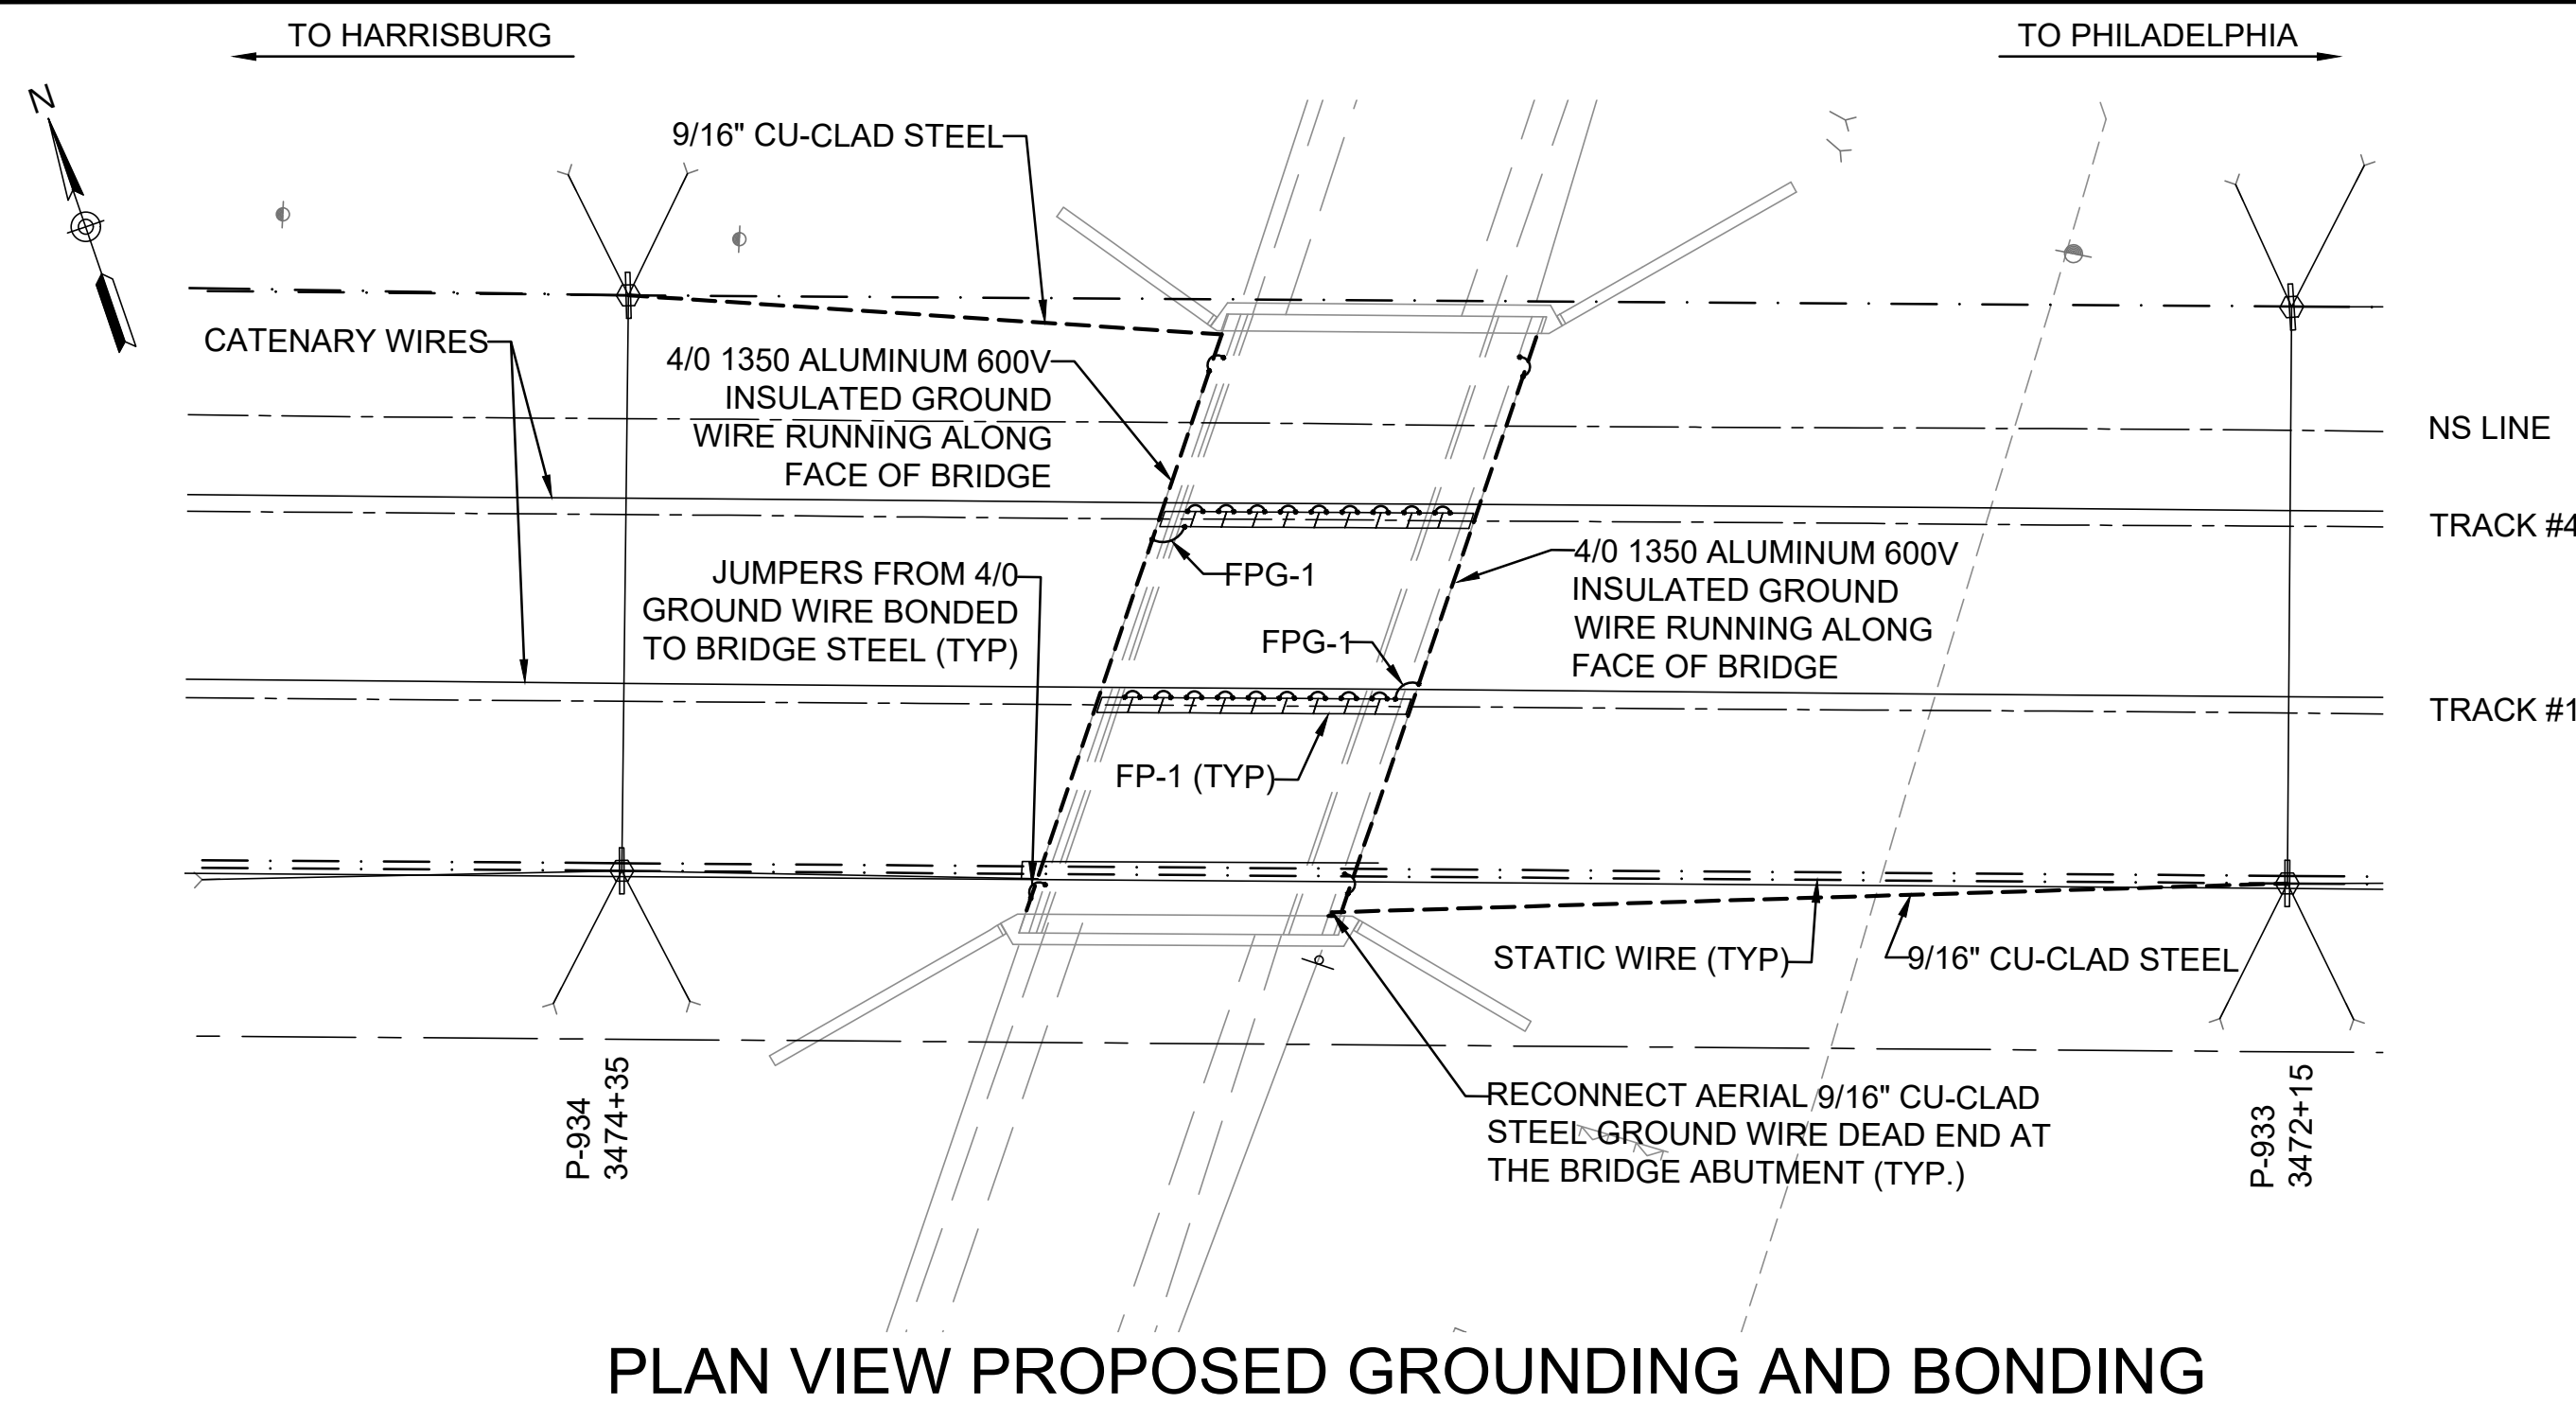 TO HARRISBURG
TO PHILADELPHIA
N
9/16" CU-CLAD STEEL
CATENARY WIRES
4/0 1350 ALUMINUM 600V
INSULATED GROUND
WIRE RUNNING ALONG
FACE OF BRIDGE
NS LINE
TRACK #4
JUMPERS FROM 4/0
GROUND WIRE BONDED
TO BRIDGE STEEL (TYP)
FPG-1
4/0 1350 ALUMINUM 600V
INSULATED GROUND
WIRE RUNNING ALONG
FACE OF BRIDGE
FPG-1
TRACK #1
FP-1 (TYP)
STATIC WIRE (TYP)
9/16" CU-CLAD STEEL
RECONNECT AERIAL 9/16" CU-CLAD
STEEL GROUND WIRE DEAD END AT
THE BRIDGE ABUTMENT (TYP.)
P-934
3474+35
P-933
3472+15
PLAN VIEW PROPOSED GROUNDING AND BONDING